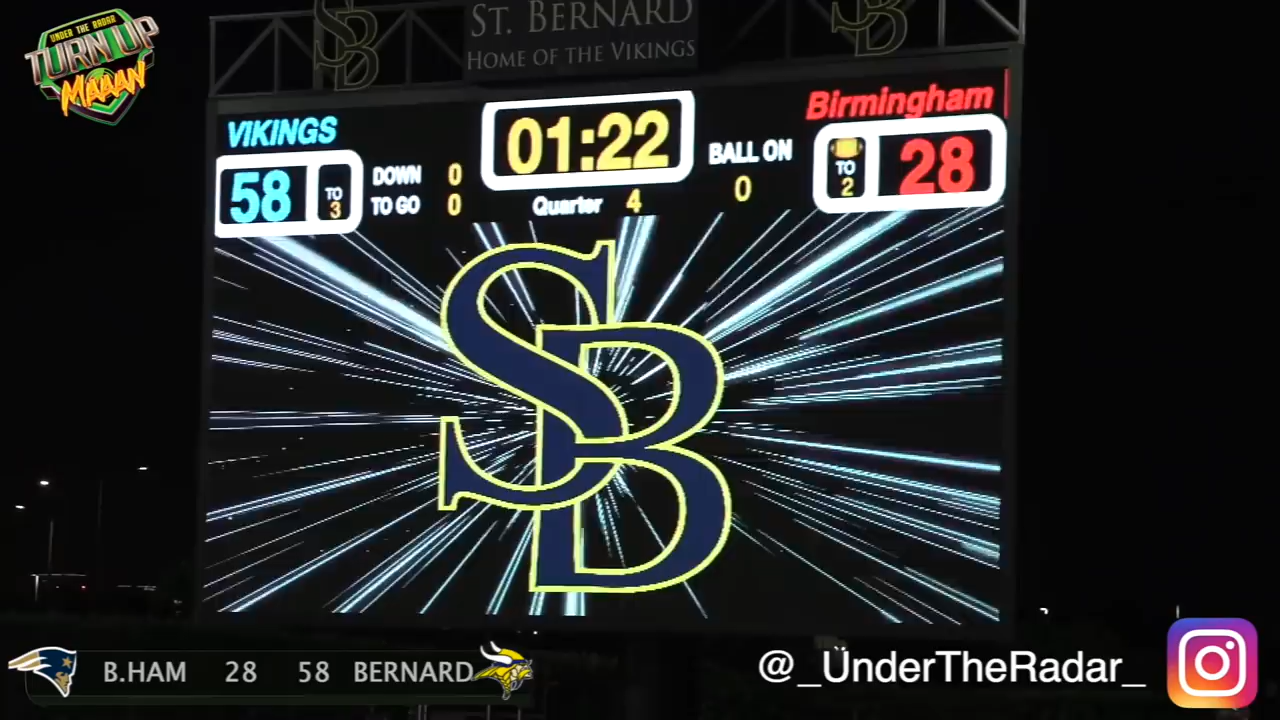 UNDER THE RADAR
TURN UP
MAAAN
SB
ST. BERNARD
HOME OF THE VIKINGS
SB
VIKINGS
58
TO
3
DOWN 0
TO GO 0
01:22
Quarter 4
BALL ON
0
Birmingham
TO
2
28
SB
B.HAM 28 58 BERNARD
@_UnderTheRadar_